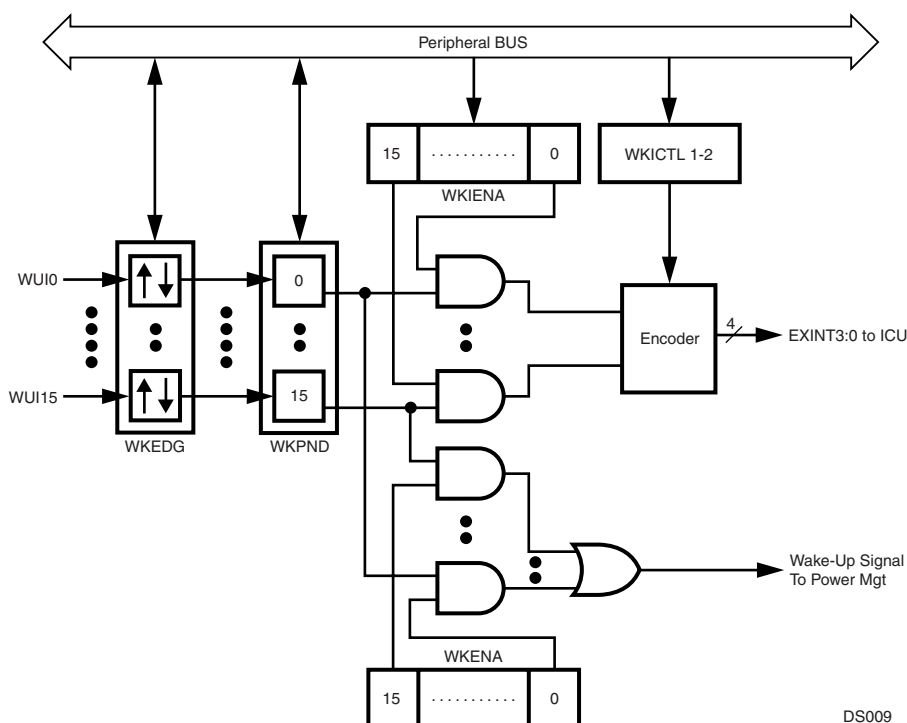 Peripheral BUS
15 ........... 0
WKICTL 1-2
WKIENA
WUI0
0
Encoder
4
EXINT3:0 to ICU
WUI15
15
WKEDG
WKPND
Wake-Up Signal
To Power Mgt
WKENA
15 ........... 0
DS009